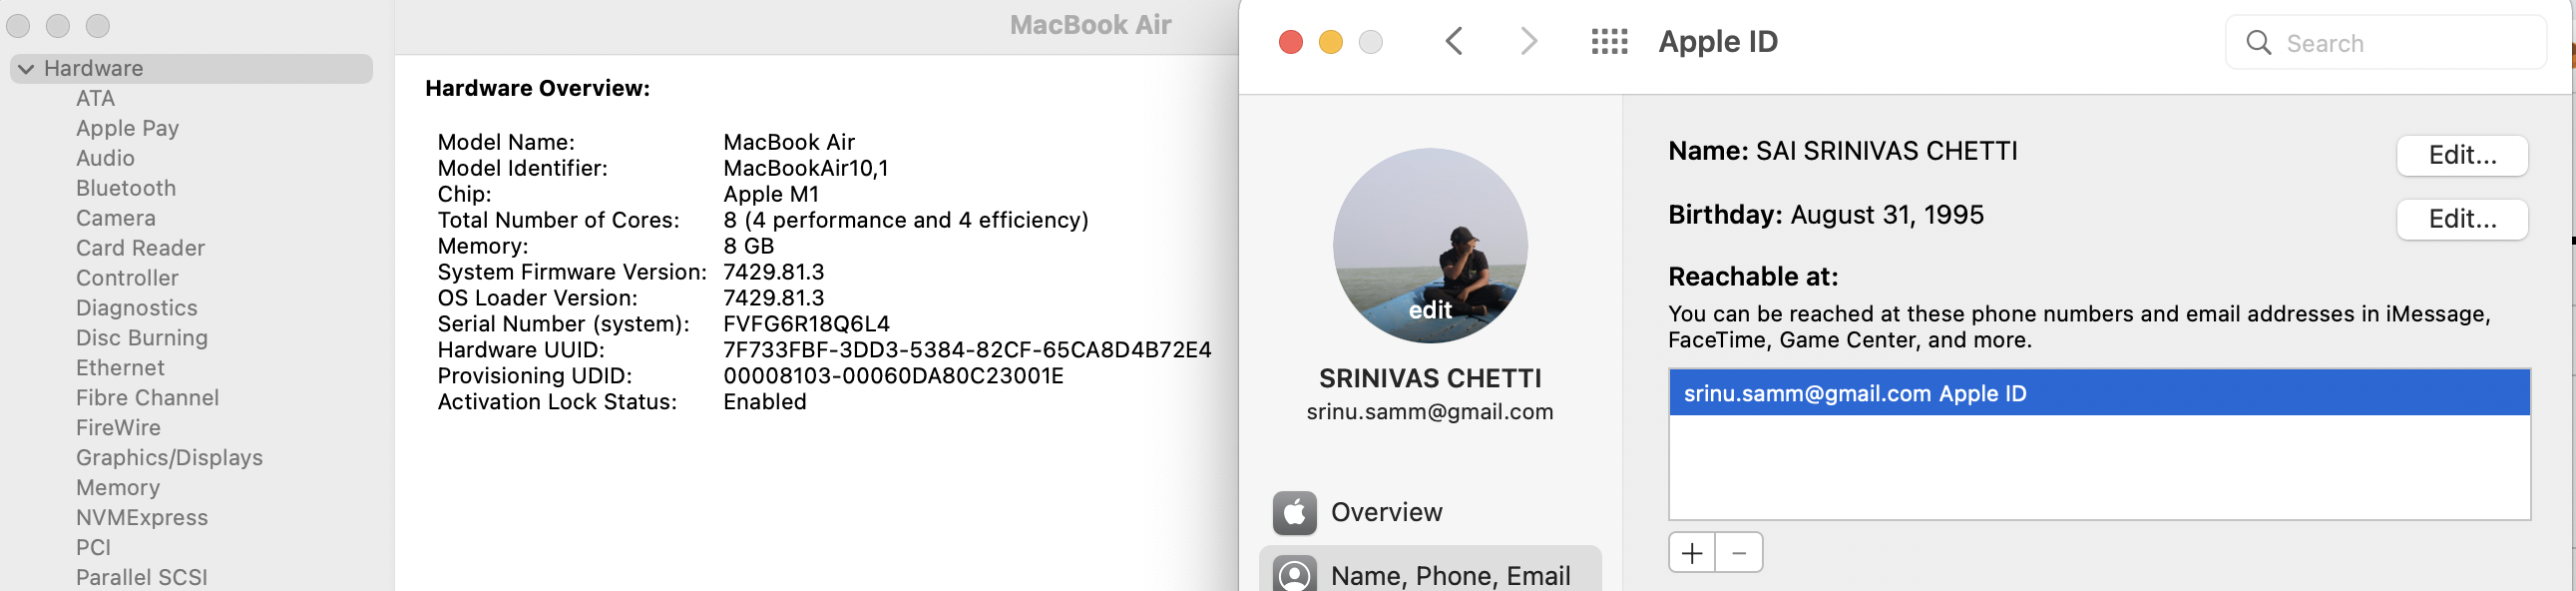 MacBook Air
Hardware
ATA
Apple Pay
Audio
Bluetooth
Camera
Card Reader
Controller
Diagnostics
Disc Burning
Ethernet
Fibre Channel
FireWire
Graphics/Displays
Memory
NVMExpress
PCI
Parallel SCSI
Hardware Overview:
Model Name: MacBook Air
Model Identifier: MacBookAir10,1
Chip: Apple M1
Total Number of Cores: 8 (4 performance and 4 efficiency)
Memory: 8 GB
System Firmware Version: 7429.81.3
OS Loader Version: 7429.81.3
Serial Number (system): FVFG6R18Q6L4
Hardware UUID: 7F733FBF-3DD3-5384-82CF-65CA8D4B72E4
Provisioning UDID: 00008103-00060DA80C23001E
Activation Lock Status: Enabled
Apple ID
Search
edit
SRINIVAS CHETTI
srinu.samm@gmail.com
Overview
Name, Phone, Email
Name: SAI SRINIVAS CHETTI
Edit...
Birthday: August 31, 1995
Edit...
Reachable at:
You can be reached at these phone numbers and email addresses in iMessage,
FaceTime, Game Center, and more.
srinu.samm@gmail.com Apple ID